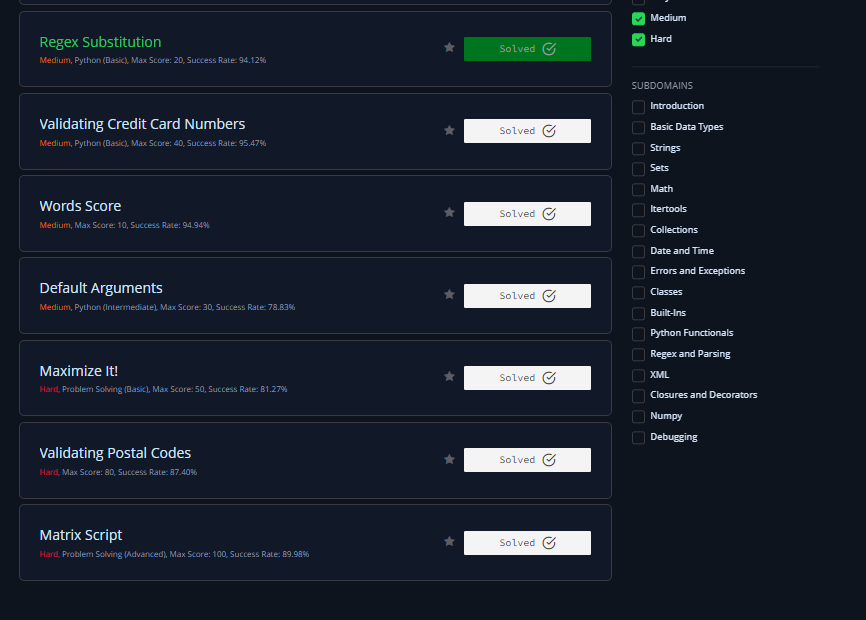 Regex Substitution
Solved
Medium, Python (Basic), Max Score: 20, Success Rate: 94.12%
Validating Credit Card Numbers
Solved
Medium, Python (Basic), Max Score: 40, Success Rate: 95.47%
Words Score
Solved
Medium, Max Score: 10, Success Rate: 94.94%
Default Arguments
Solved
Medium, Python (Intermediate), Max Score: 30, Success Rate: 78.83%
Maximize It!
Solved
Hard, Problem Solving (Basic), Max Score: 50, Success Rate: 81.27%
Validating Postal Codes
Solved
Hard, Max Score: 80, Success Rate: 87.40%
Matrix Script
Solved
Hard, Problem Solving (Advanced), Max Score: 100, Success Rate: 89.98%
Medium
Hard
SUBDOMAINS
Introduction
Basic Data Types
Strings
Sets
Math
Itertools
Collections
Date and Time
Errors and Exceptions
Classes
Built-Ins
Python Functionals
Regex and Parsing
XML
Closures and Decorators
Numpy
Debugging